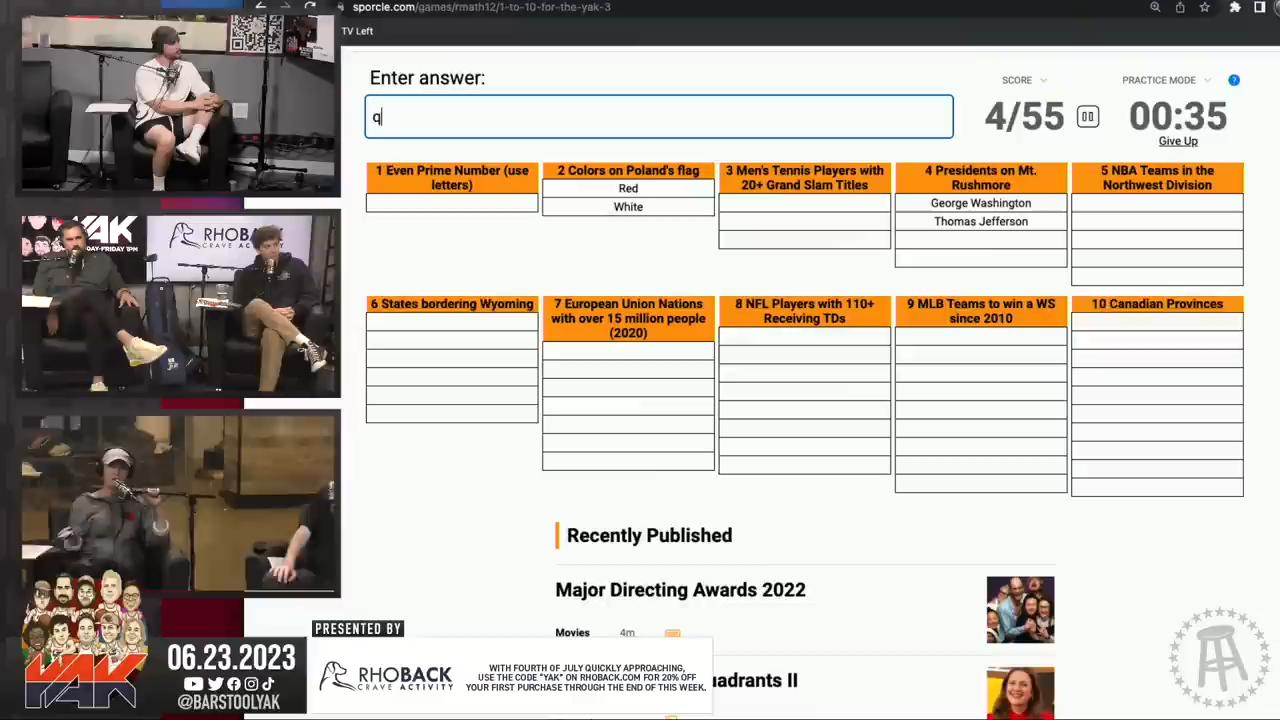 sporcle.com/games/rmath12/1-to-10-for-the-yak-3
TV Left
Enter answer:
q
SCORE
4/55
PRACTICE MODE
00:35
Give Up
1 Even Prime Number (use
letters)
2 Colors on Poland's flag
Red
White
3 Men's Tennis Players with
20+ Grand Slam Titles
4 Presidents on Mt.
Rushmore
George Washington
Thomas Jefferson
5 NBA Teams in the
Northwest Division
6 States bordering Wyoming
7 European Union Nations
with over 15 million people
(2020)
8 NFL Players with 110+
Receiving TDs
9 MLB Teams to win a WS
since 2010
10 Canadian Provinces
Recently Published
Major Directing Awards 2022
Movies 4m
uadrants II
YAK
DAY-FRIDAY 1PM
RHOBACK
CRAVE ACTIV
YAK
06.23.2023
@BARSTOOLYAK
PRESENTED BY
RHOBACK
CRAVE ACTIVITY
WITH FOURTH OF JULY QUICKLY APPROACHING,
USE THE CODE "YAK" ON RHOBACK.COM FOR 20% OFF
YOUR FIRST PURCHASE THROUGH THE END OF THIS WEEK.